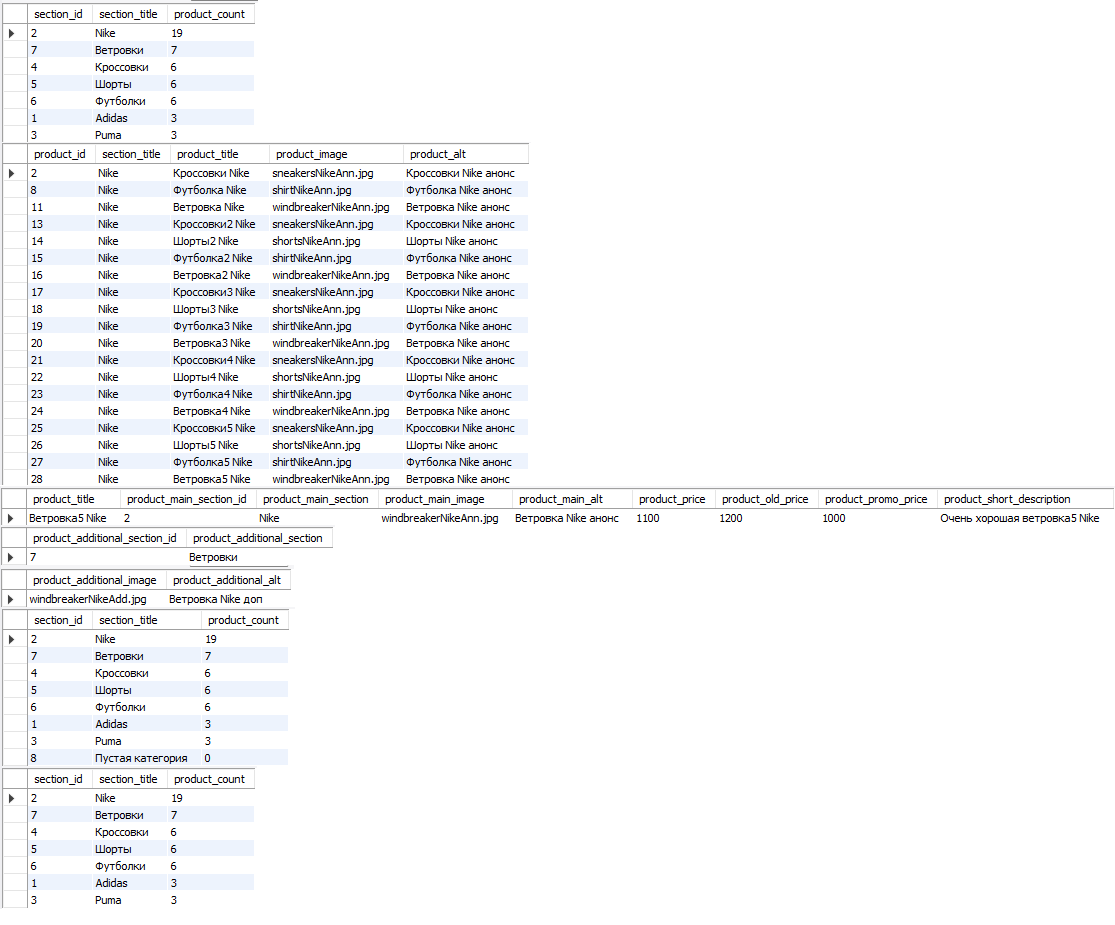 section_id section_title product_count
2 Nike 19
7 Ветровки 7
4 Кроссовки 6
5 Шорты 6
6 Футболки 6
1 Adidas 3
3 Puma 3
product_id section_title product_title product_image product_alt
2 Nike Кроссовки Nike sneakersNikeAnn.jpg Кроссовки Nike анонс
8 Nike Футболка Nike shirtNikeAnn.jpg Футболка Nike анонс
11 Nike Ветровка Nike windbreakerNikeAnn.jpg Ветровка Nike анонс
13 Nike Кроссовки2 Nike sneakersNikeAnn.jpg Кроссовки Nike анонс
14 Nike Шорты2 Nike shortsNikeAnn.jpg Шорты Nike анонс
15 Nike Футболка2 Nike shirtNikeAnn.jpg Футболка Nike анонс
16 Nike Ветровка2 Nike windbreakerNikeAnn.jpg Ветровка Nike анонс
17 Nike Кроссовки3 Nike sneakersNikeAnn.jpg Кроссовки Nike анонс
18 Nike Шорты3 Nike shortsNikeAnn.jpg Шорты Nike анонс
19 Nike Футболка3 Nike shirtNikeAnn.jpg Футболка Nike анонс
20 Nike Ветровка3 Nike windbreakerNikeAnn.jpg Ветровка Nike анонс
21 Nike Кроссовки4 Nike sneakersNikeAnn.jpg Кроссовки Nike анонс
22 Nike Шорты4 Nike shortsNikeAnn.jpg Шорты Nike анонс
23 Nike Футболка4 Nike shirtNikeAnn.jpg Футболка Nike анонс
24 Nike Ветровка4 Nike windbreakerNikeAnn.jpg Ветровка Nike анонс
25 Nike Кроссовки5 Nike sneakersNikeAnn.jpg Кроссовки Nike анонс
26 Nike Шорты5 Nike shortsNikeAnn.jpg Шорты Nike анонс
27 Nike Футболка5 Nike shirtNikeAnn.jpg Футболка Nike анонс
28 Nike Ветровка5 Nike windbreakerNikeAnn.jpg Ветровка Nike анонс
product_title product_main_section_id product_main_section product_main_image product_main_alt product_price product_old_price product_promo_price product_short_description
Ветровка5 Nike 2 Nike windbreakerNikeAnn.jpg Ветровка Nike анонс 1100 1200 1000 Очень хорошая ветровка5 Nike
product_additional_section_id product_additional_section
7 Ветровки
product_additional_image product_additional_alt
windbreakerNikeAdd.jpg Ветровка Nike доп
section_id section_title product_count
2 Nike 19
7 Ветровки 7
4 Кроссовки 6
5 Шорты 6
6 Футболки 6
1 Adidas 3
3 Puma 3
8 Пустая категория 0
section_id section_title product_count
2 Nike 19
7 Ветровки 7
4 Кроссовки 6
5 Шорты 6
6 Футболки 6
1 Adidas 3
3 Puma 3